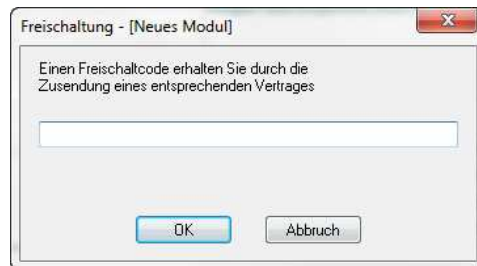 Freischaltung - [Neues Modul]
Einen Freischaltcode erhalten Sie durch die
Zusendung eines entsprechenden Vertrages
OK
Abbruch